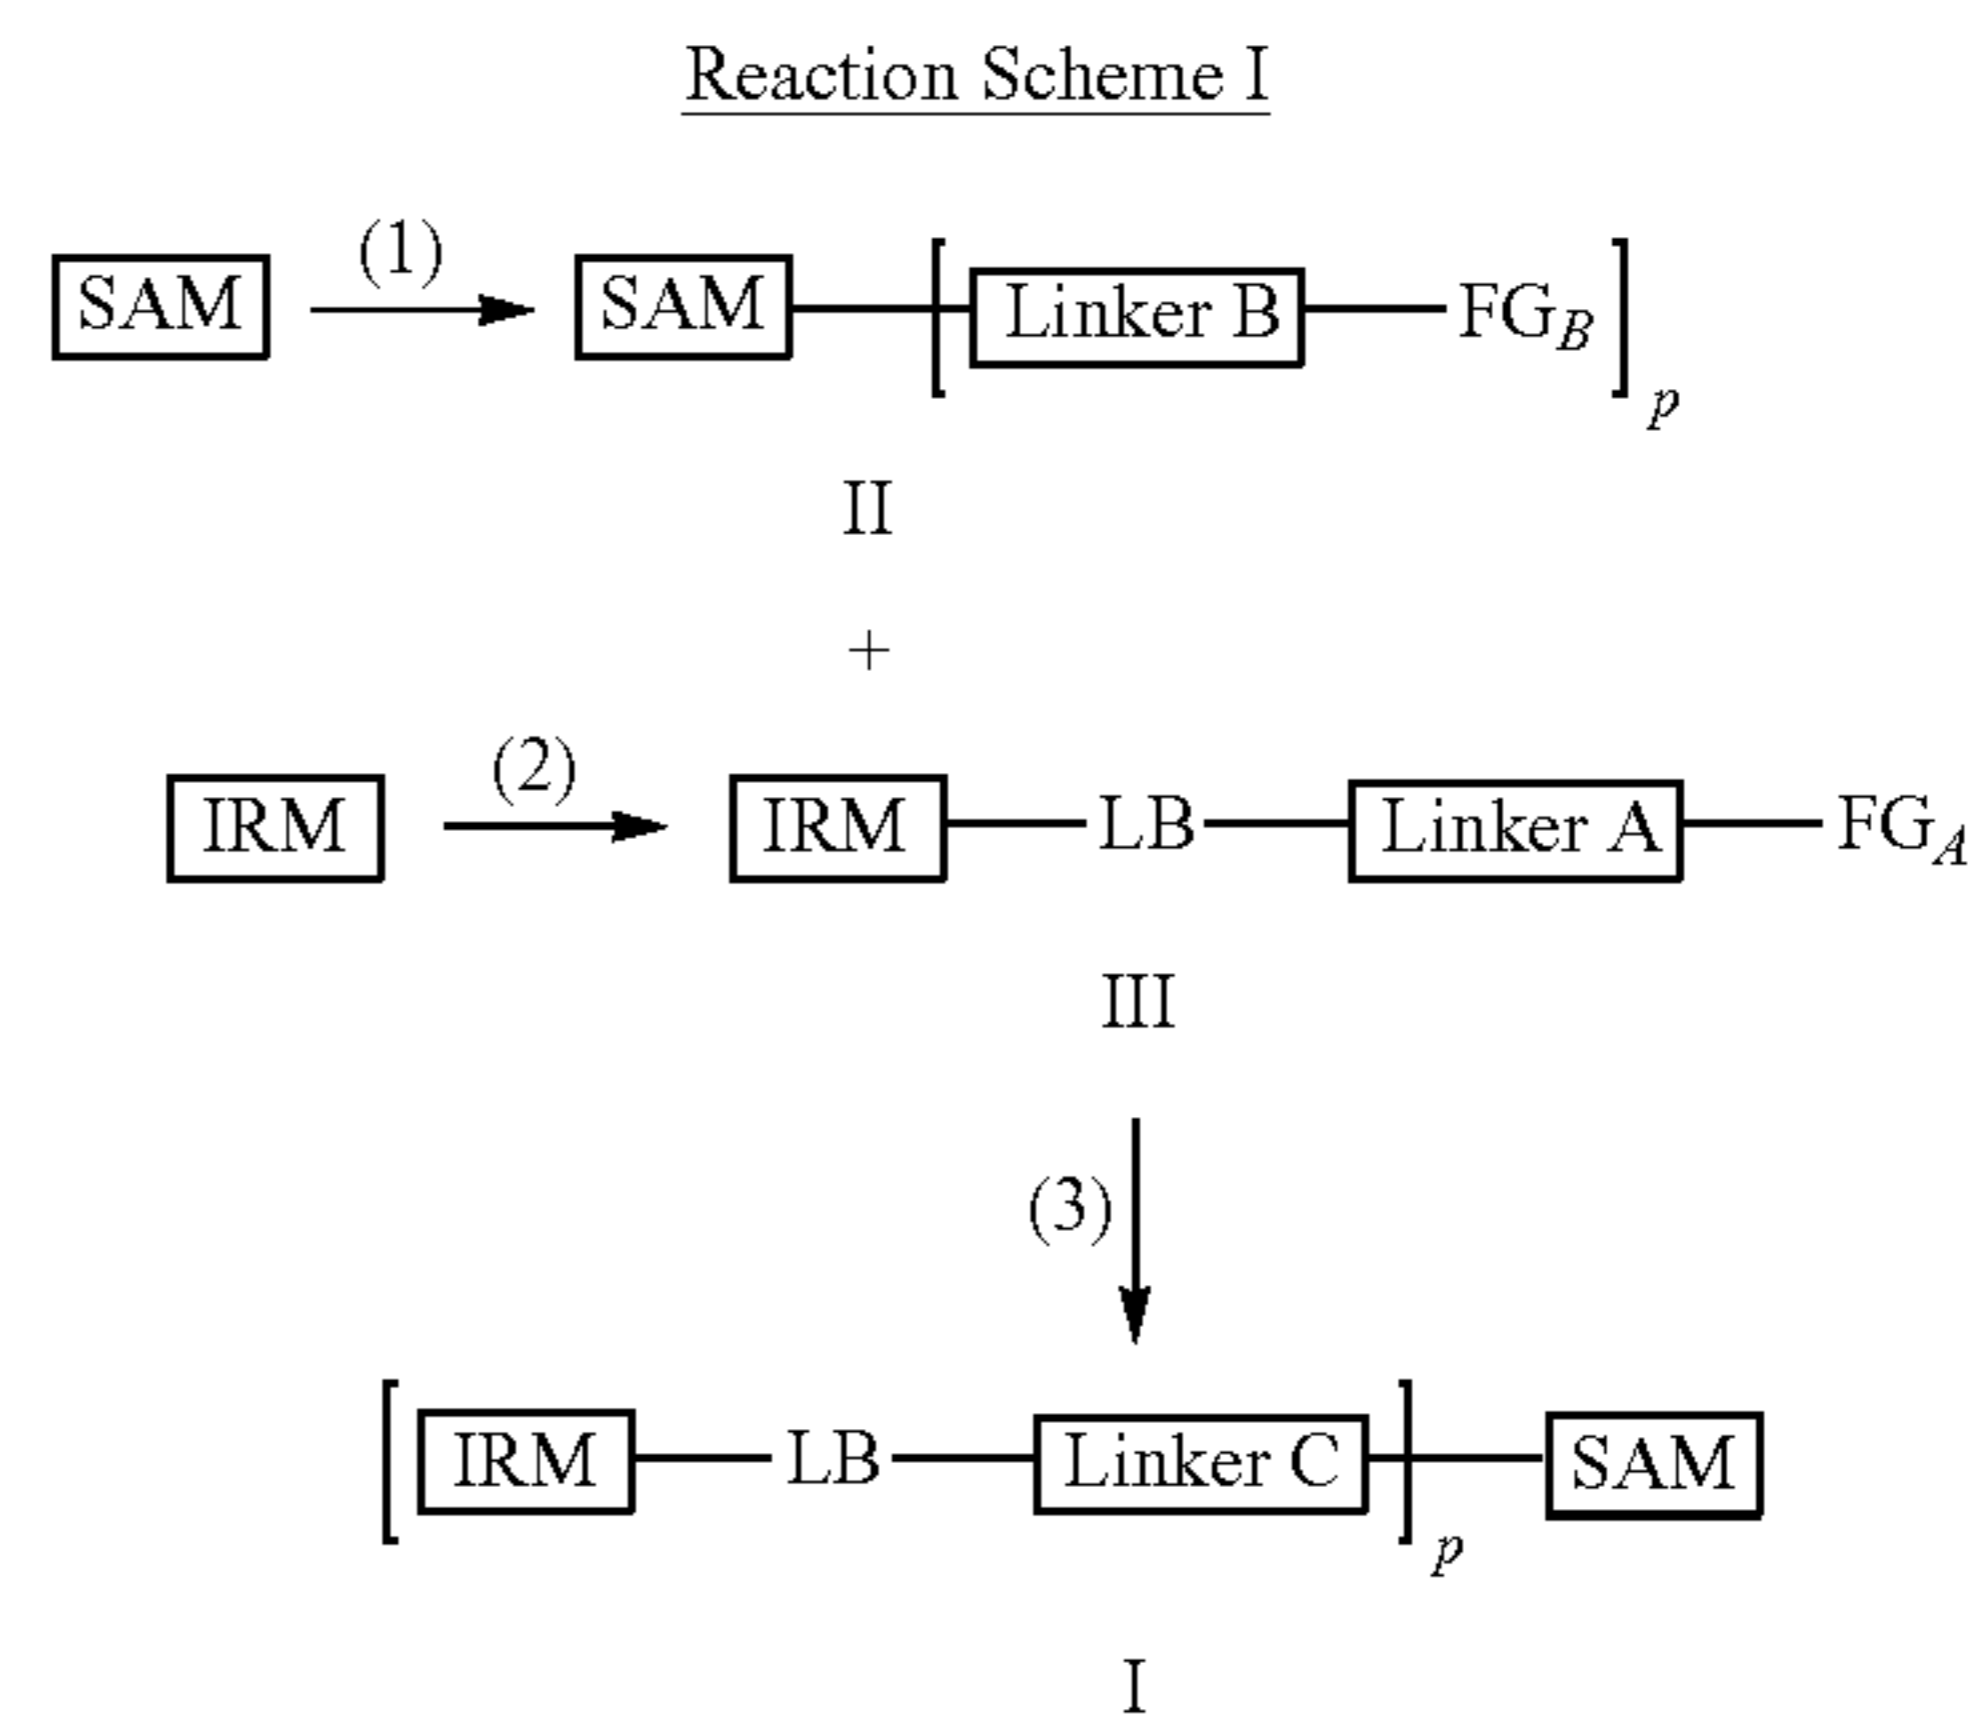 Reaction Scheme I
(1)
SAM SAM Linker B FG_B p
II
+
(2)
IRM IRM LB Linker A FG_A
III
(3)
IRM LB Linker C p SAM
I